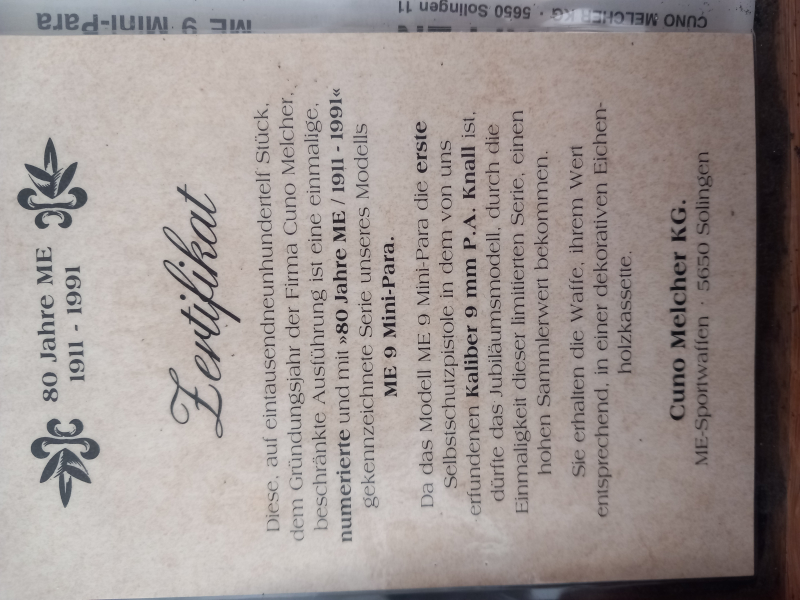 80 Jahre ME
1911 - 1991
Zertifikat
Diese, auf eintausendneunhundertelf Stück,
dem Gründungsjahr der Firma Cuno Melcher,
beschränkte Ausführung ist eine einmalige,
numerierte und mit »80 Jahre ME / 1911 - 1991«
gekennzeichnete Serie unseres Modells
ME 9 Mini-Para.
Da das Modell ME 9 Mini-Para die erste
Selbstschutzpistole in dem von uns
erfundenen Kaliber 9 mm P.A. Knall ist,
dürfte das Jubiläumsmodell, durch die
Einmaligkeit dieser limitierten Serie, einen
hohen Sammlerwert bekommen.
Sie erhalten die Waffe, ihrem Wert
entsprechend, in einer dekorativen Eichen-
holzkassette.
Cuno Melcher KG.
ME-Sportwaffen · 5650 Solingen
CUNO MELCHER KG · 5650 Solingen 11
ME 9 Mini-Para